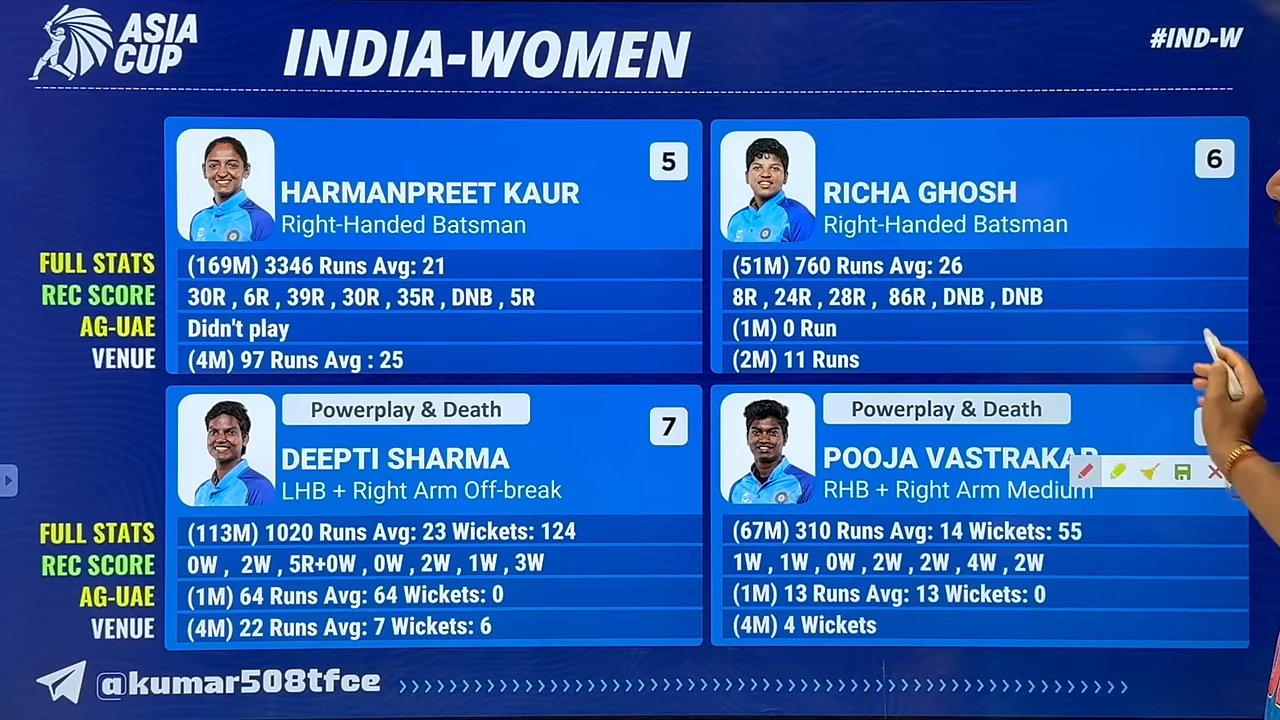 ASIA
CUP
INDIA-WOMEN
#IND-W
5
HARMANPREET KAUR
Right-Handed Batsman
FULL STATS (169M) 3346 Runs Avg: 21
REC SCORE 30R , 6R , 39R , 30R , 35R , DNB , 5R
AG-UAE Didn't play
VENUE (4M) 97 Runs Avg : 25
6
RICHA GHOSH
Right-Handed Batsman
(51M) 760 Runs Avg: 26
8R , 24R , 28R , 86R , DNB , DNB
(1M) 0 Run
(2M) 11 Runs
Powerplay & Death
7
DEEPTI SHARMA
LHB + Right Arm Off-break
FULL STATS (113M) 1020 Runs Avg: 23 Wickets: 124
REC SCORE 0W , 2W , 5R+0W , 0W , 2W , 1W , 3W
AG-UAE (1M) 64 Runs Avg: 64 Wickets: 0
VENUE (4M) 22 Runs Avg: 7 Wickets: 6
Powerplay & Death
POOJA VASTRAKAR
RHB + Right Arm Medium
(67M) 310 Runs Avg: 14 Wickets: 55
1W , 1W , 0W , 2W , 2W , 4W , 2W
(1M) 13 Runs Avg: 13 Wickets: 0
(4M) 4 Wickets
@kumar508tfce